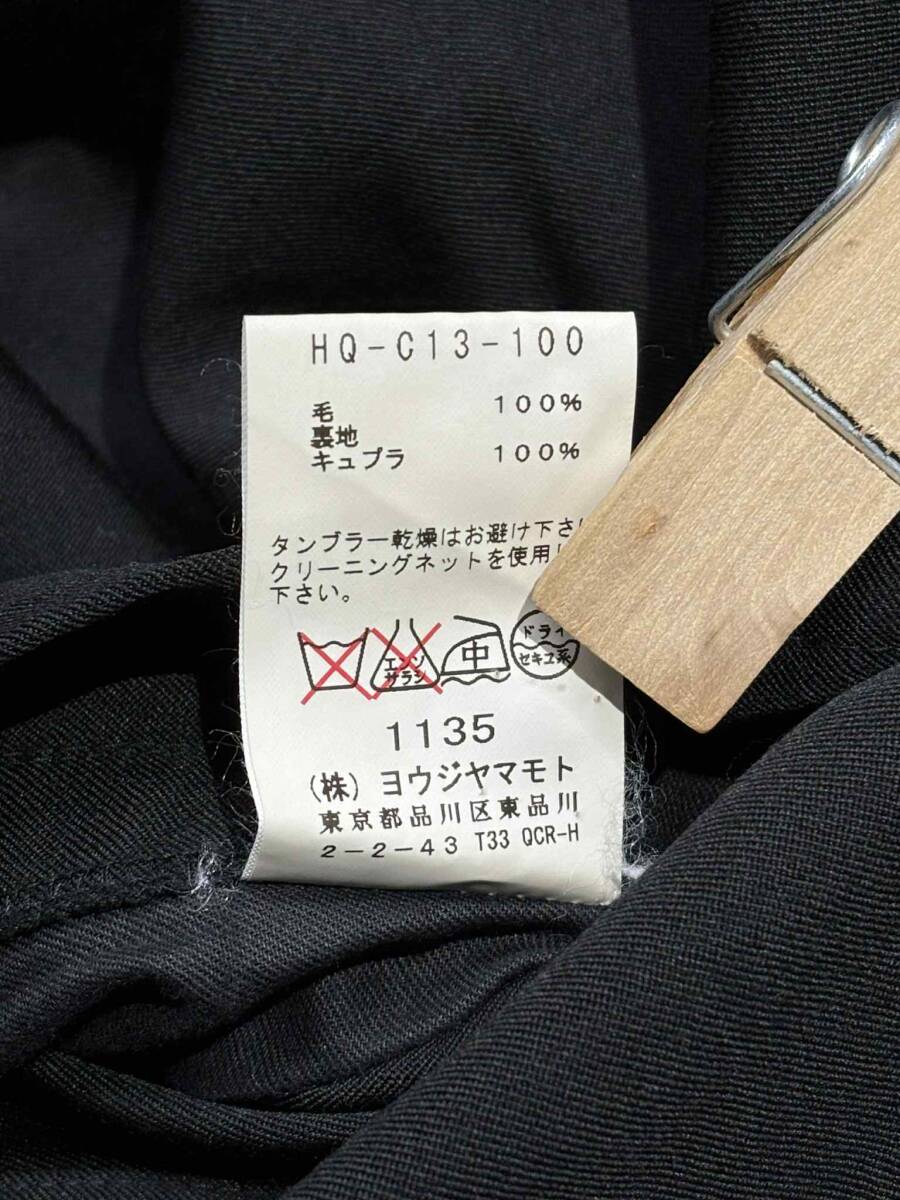 HQ-C13-100
毛 100%
裏地
キュプラ 100%
タンブラー乾燥はお避け下さ
クリーニングネットを使用し
下さい。
エンソ
サラシ
中
ドライ
セキユ系
1135
(株) ヨウジヤマモト
東京都品川区東品川
2-2-43 T33 QCR-H